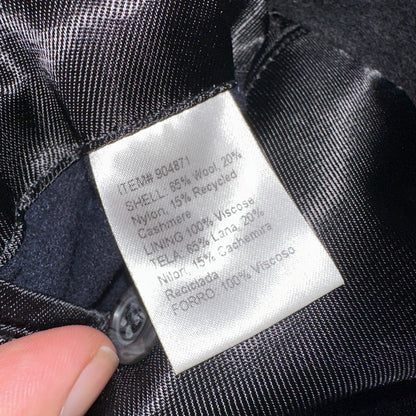 ITEM# 904871
SHELL: 65% Wool, 20%
Nylon, 15% Recycled
Cashmere
LINING 100% Viscose
TELA: 65% Lana, 20%
Nilon, 15% Cachemira
Reciclada
FORRO: 100% Viscoso